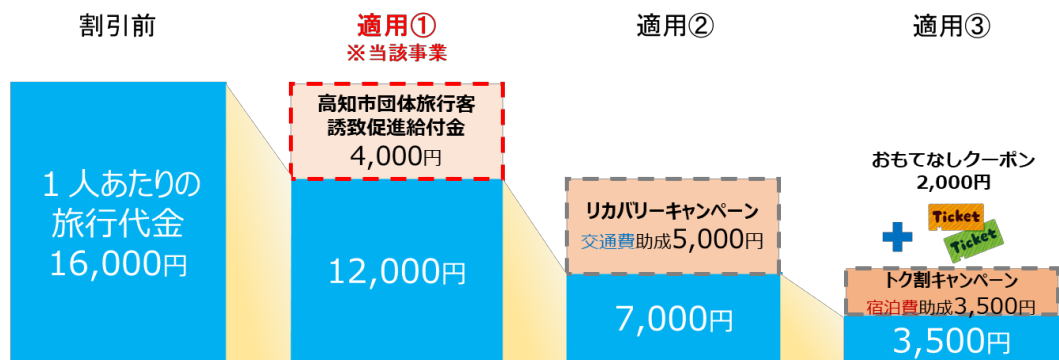 割引前
適用①
※当該事業
適用②
適用③
1人あたりの
旅行代金
16,000円
高知市団体旅行客
誘致促進給付金
4,000円
12,000円
リカバリーキャンペーン
交通費助成5,000円
7,000円
おもてなしクーポン
2,000円
Ticket
Ticket
トク割キャンペーン
宿泊費助成3,500円
3,500円